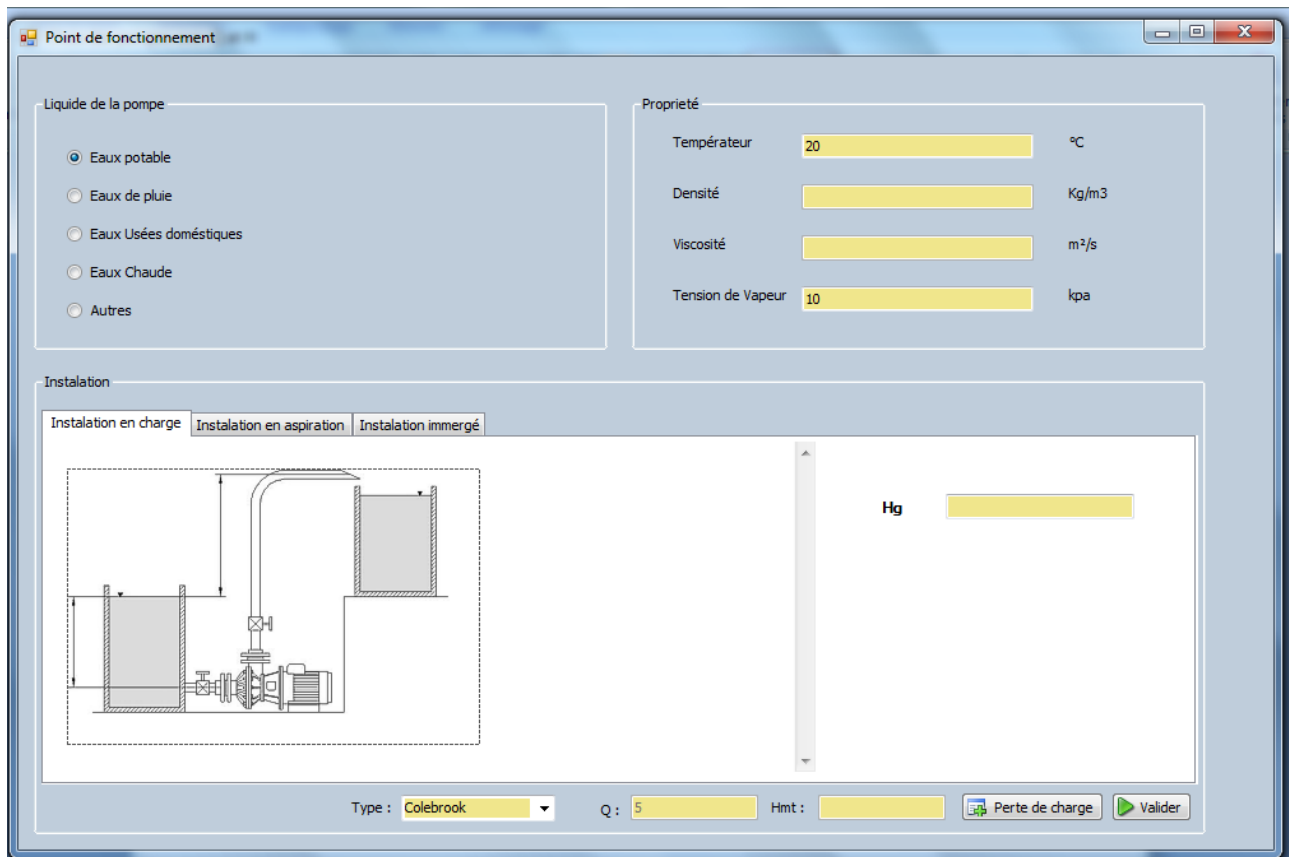 Point de fonctionnement
Liquide de la pompe
Eaux potable
Eaux de pluie
Eaux Usées doméstiques
Eaux Chaude
Autres
Proprieté
Températeur 20 °C
Densité Kg/m3
Viscosité m²/s
Tension de Vapeur 10 kpa
Instalation
Instalation en charge Instalation en aspiration Instalation immergé
Hg
Type : Colebrook Q : 5 Hmt : Perte de charge Valider